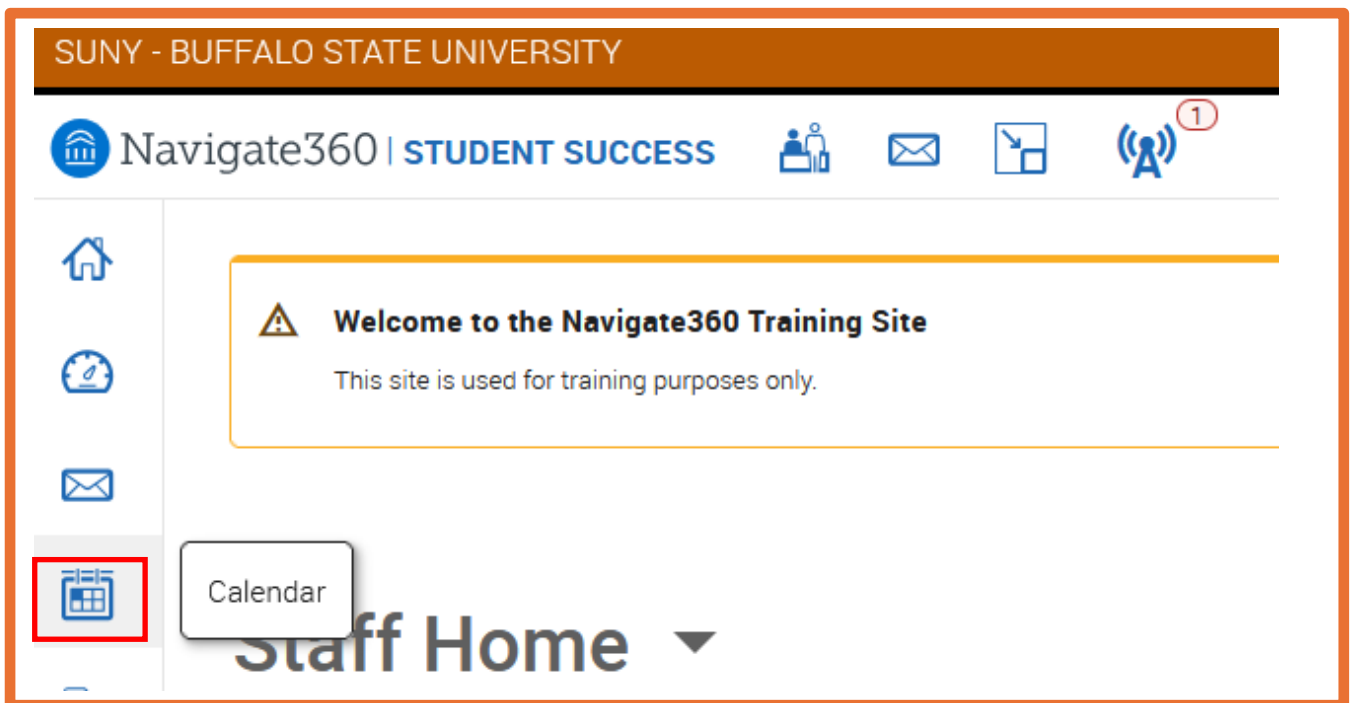 SUNY - BUFFALO STATE UNIVERSITY
Navigate360 | STUDENT SUCCESS
1
Welcome to the Navigate360 Training Site
This site is used for training purposes only.
Calendar
Staff Home